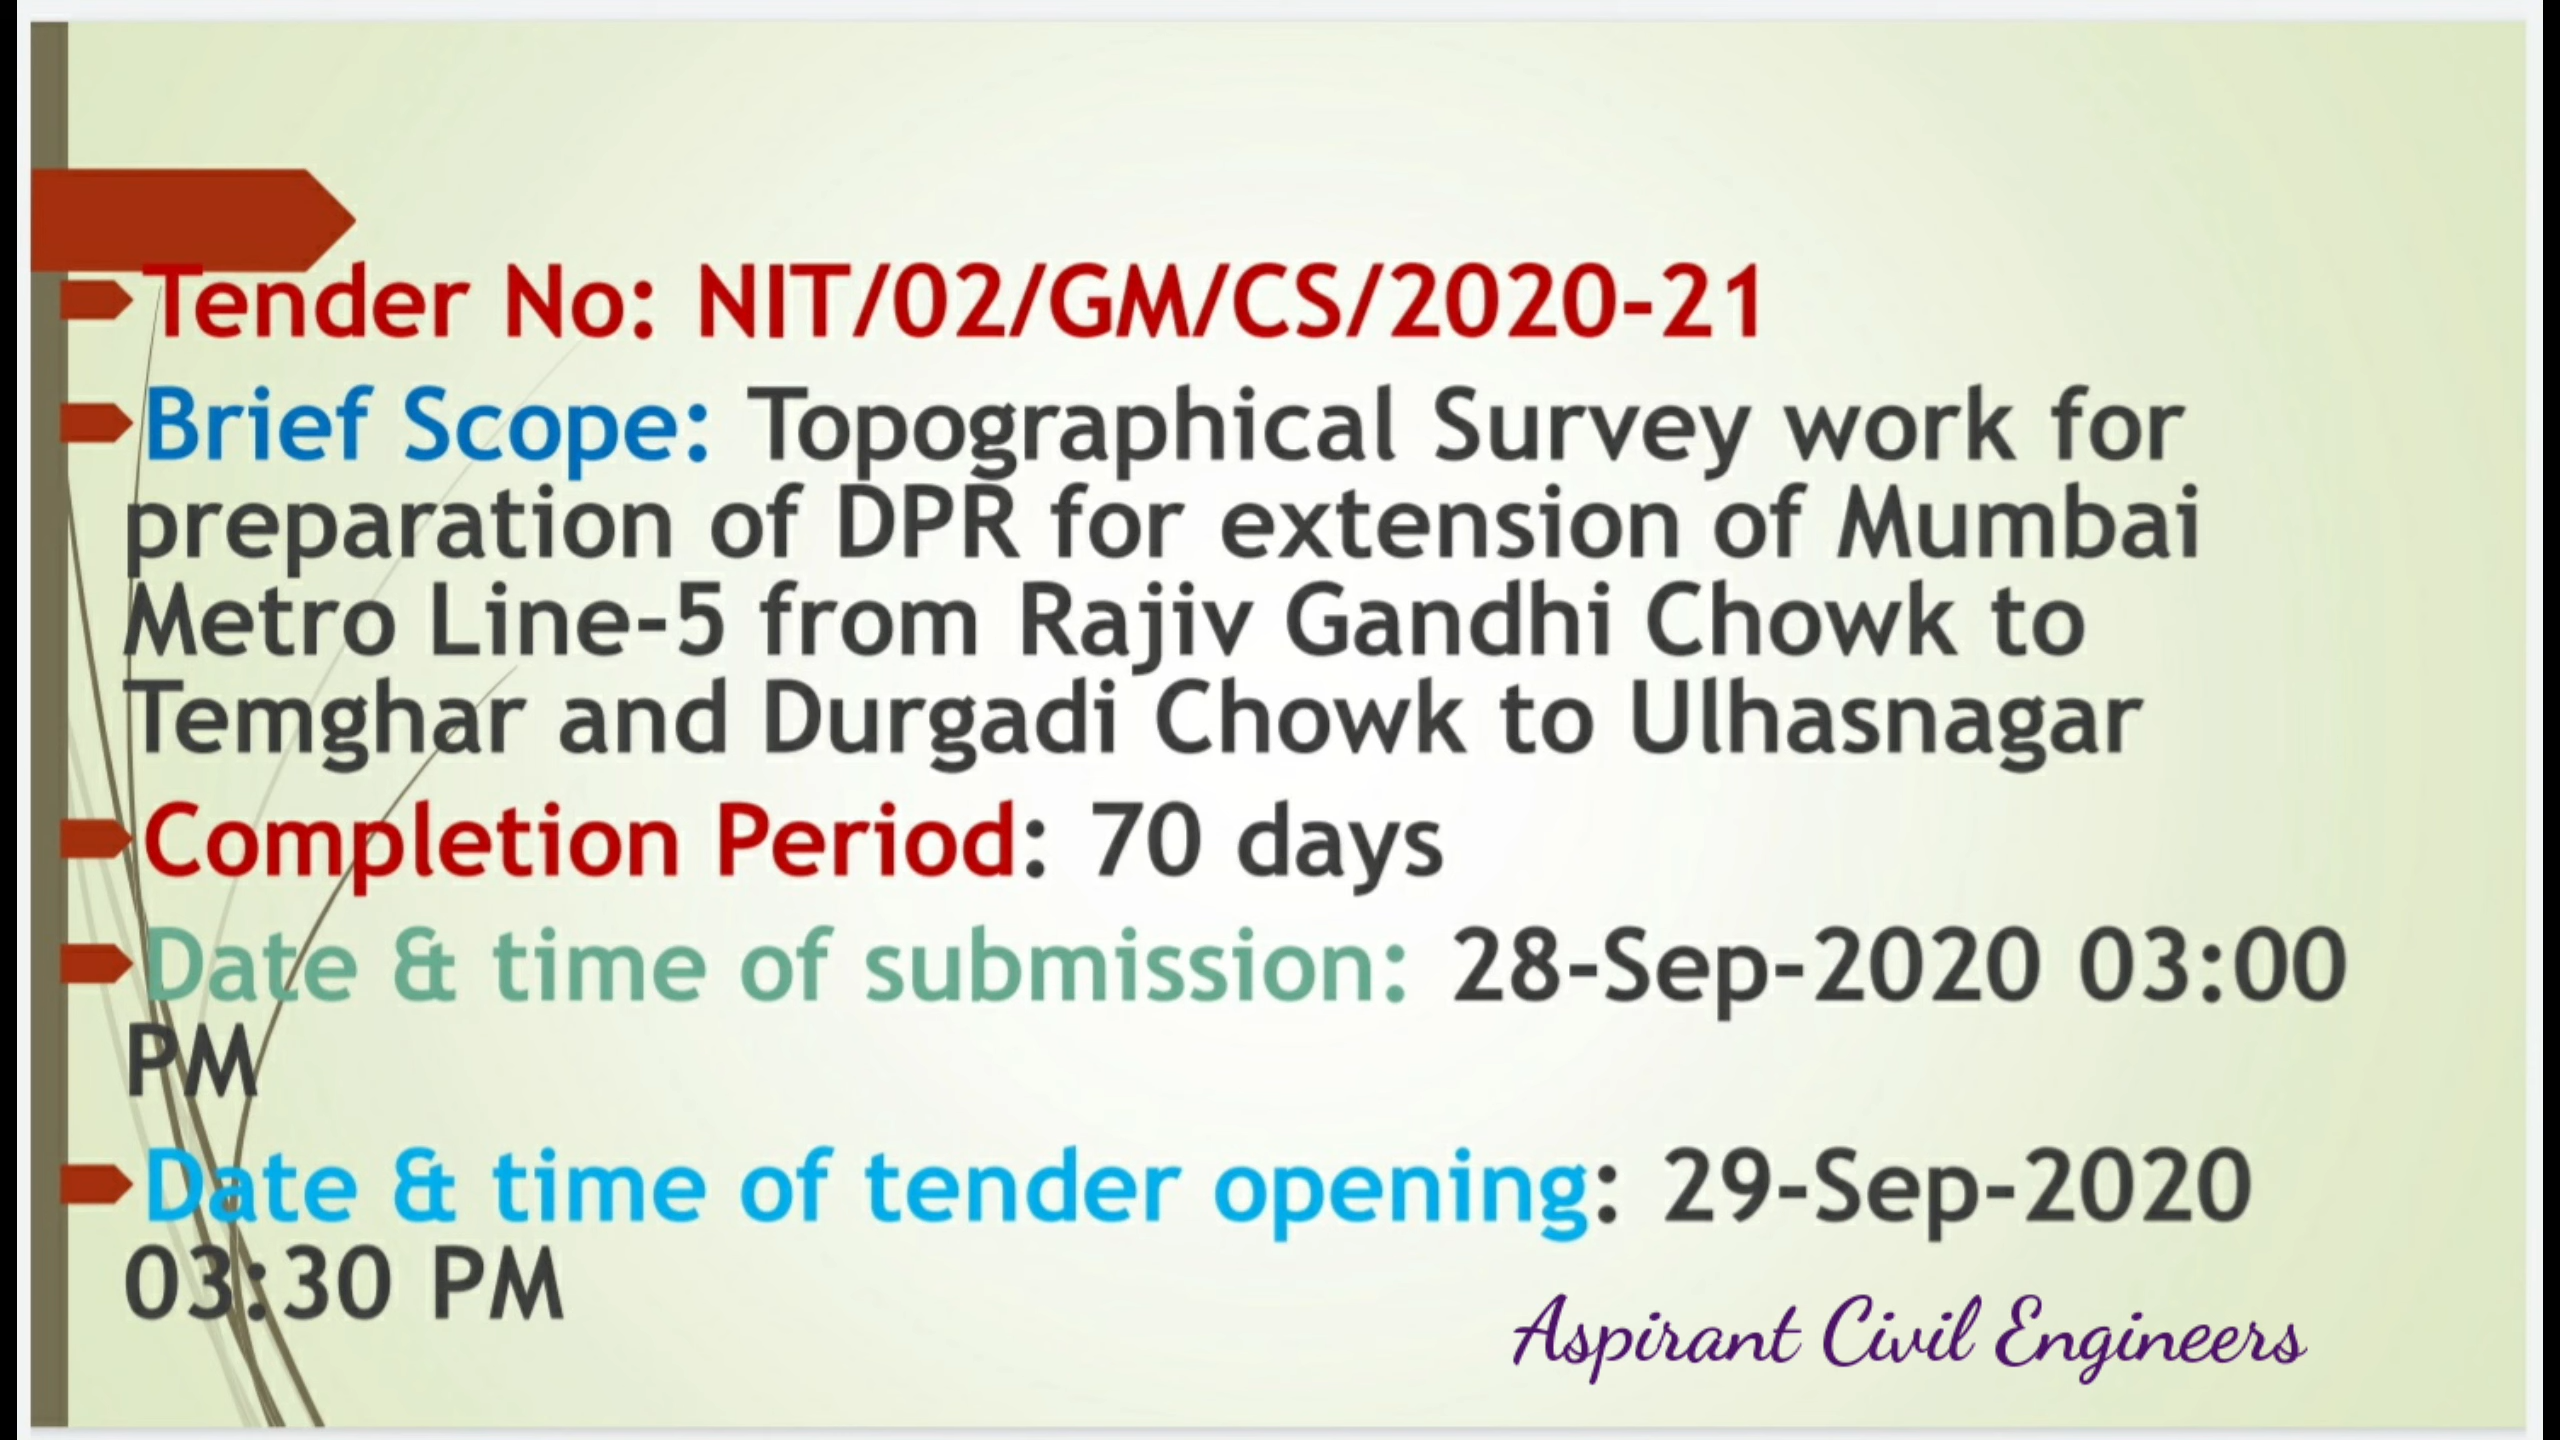 Tender No: NIT/02/GM/CS/2020-21
Brief Scope: Topographical Survey work for
preparation of DPR for extension of Mumbai
Metro Line-5 from Rajiv Gandhi Chowk to
Temghar and Durgadi Chowk to Ulhasnagar
Completion Period: 70 days
Date & time of submission: 28-Sep-2020 03:00
PM
Date & time of tender opening: 29-Sep-2020
03:30 PM
Aspirant Civil Engineers